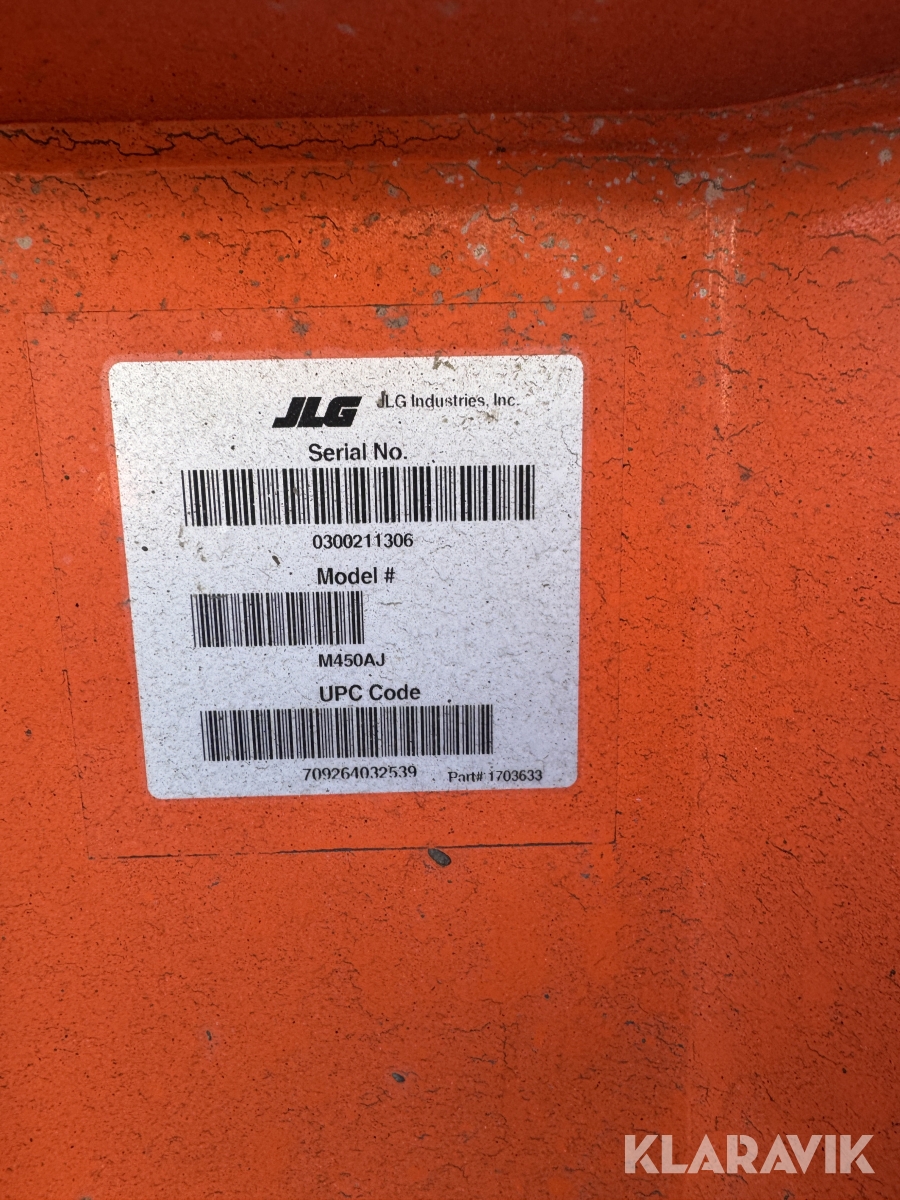 JLG JLG Industries, Inc.
Serial No.
0300211306
Model #
M450AJ
UPC Code
709264032539 Part# 1703633
KLARAVIK